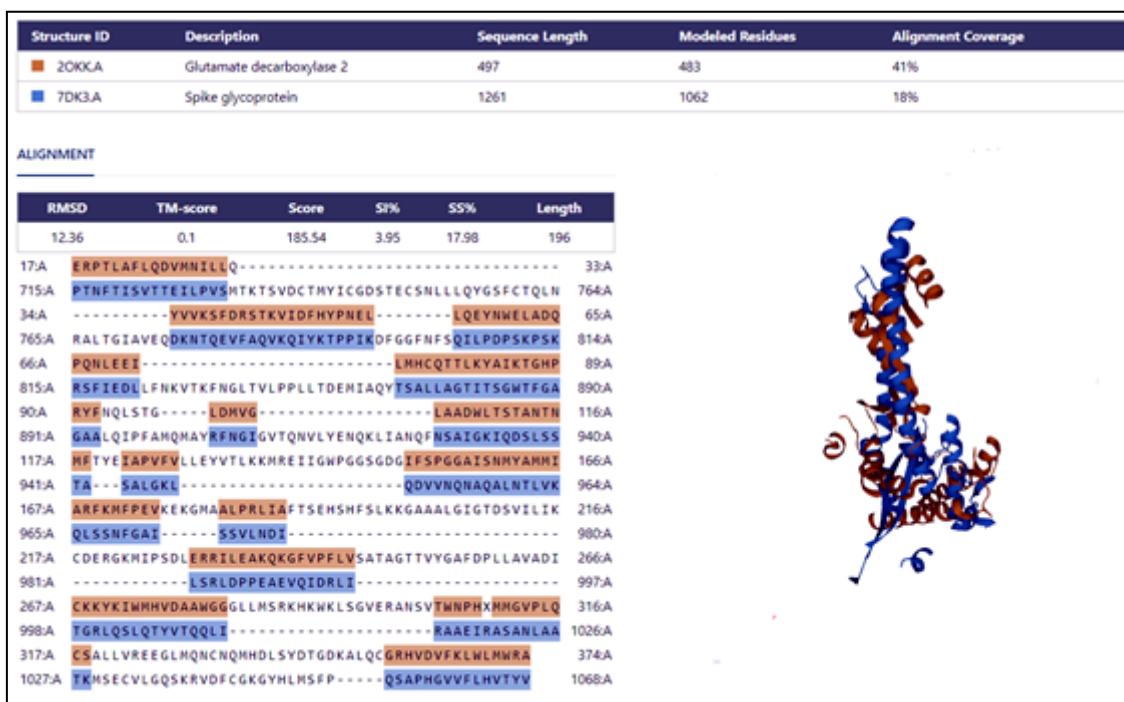 Structure ID Description Sequence Length Modeled Residues Alignment Coverage
2OKK.A Glutamate decarboxylase 2 497 483 41%
7DK3.A Spike glycoprotein 1261 1062 18%
ALIGNMENT
RMSD TM-score Score SI% SS% Length
12.36 0.1 185.54 3.95 17.98 196
17:A ERPTLAFLQDVMNILLQ--------------------------------- 33:A
715:A PTNFTISVTTEILPVSMTKTSVDCTMYICGDSTECSNLLLQYGSFCTQLN 764:A
34:A ----------YVVKSFDRSTKVIDFHYPNEL--------LQEYNWELADQ 65:A
765:A RALTGIAVEQDKNTQEVFAQVKQIYKTPPIKDFGGFNFSQILPDPSKPSK 814:A
66:A PQNLEEI--------------------------LMHCQTTLKYAIKTGHP 89:A
815:A RSFIEDLLFNKVTKFNGLTVLPPLLTDEMIAQYTSALLAGTITSGWTFGA 890:A
90:A RYFNQLSTG-----LDMVG------------------LAADWLTSTANTN 116:A
891:A GAALQIPFAMQMAYRFNGIGVTQNVLYENQKLIANQFNSAIGKIQDSLSS 940:A
117:A MFTYEIAPVFVLLEYVTLKKMREIIGWPGGSGDGIFSPGGAISNMYAMMI 166:A
941:A TA---SALGKL-----------------------QDVVNQNAQALNTLVK 964:A
167:A ARFKMFPEVKEKGMAALPRLIAFTSEHSHFSLKKGAAALGIGTDSVILIK 216:A
965:A QLSSNFGAI------SSVLNDI---------------------------- 980:A
217:A CDERGKMIPSDLERRILEAKQKGFVPFLVSATAGTTVYGAFDPLLAVADI 266:A
981:A ------------LSRLDPPEAEVQIDRLI--------------------- 997:A
267:A CKKYKIWMHVDAAWGGGLLMSRKHKWKLSGVERANSVTWNPHXMMGVPLQ 316:A
998:A TGRLQSLQTYVTQQLI---------------------RAAEIRASANLAA 1026:A
317:A CSALLVREEGLMQNCNQMHDLSYDTGDKALQCGRHVDVFKLWLMWRA 374:A
1027:A TKMSECVLGQSKRVDFCGKGYHLMSFP-----QSAPHGVVFLHVTYV 1068:A